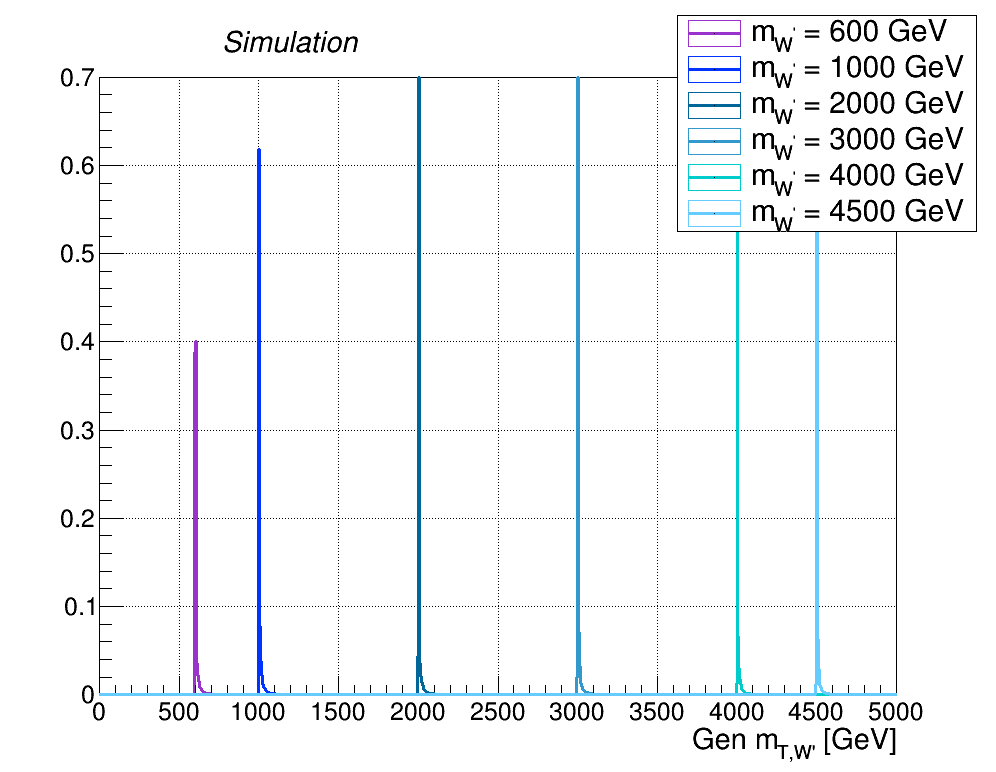 Simulation
m_W' = 600 GeV
m_W' = 1000 GeV
m_W' = 2000 GeV
m_W' = 3000 GeV
m_W' = 4000 GeV
m_W' = 4500 GeV
0.7
0.6
0.5
0.4
0.3
0.2
0.1
0
0 500 1000 1500 2000 2500 3000 3500 4000 4500 5000
Gen m_T,W' [GeV]